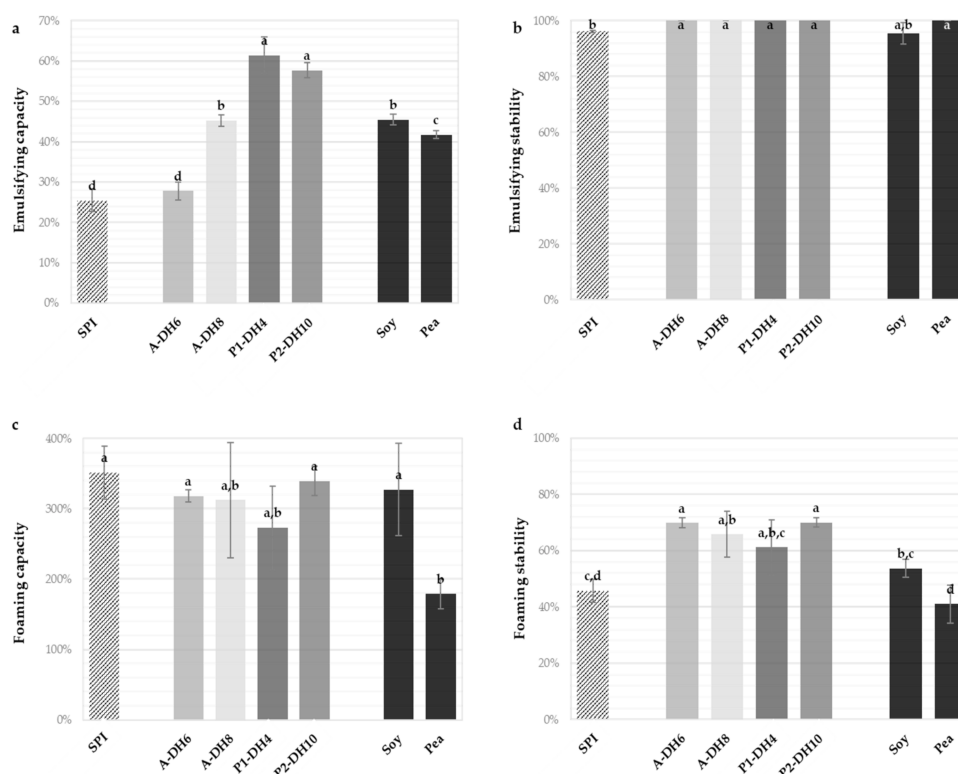 a
Emulsifying capacity
70%
60%
50%
40%
30%
20%
10%
0%
d
d
b
a
a
b
c
SPI
A-DH6
A-DH8
P1-DH4
P2-DH10
Soy
Pea
b
Emulsifying stability
100%
80%
60%
40%
20%
0%
b
a
a
a
a
a,b
a
SPI
A-DH6
A-DH8
P1-DH4
P2-DH10
Soy
Pea
c
Foaming capacity
400%
300%
200%
100%
0%
a
a
a,b
a,b
a
a
b
SPI
A-DH6
A-DH8
P1-DH4
P2-DH10
Soy
Pea
d
Foaming stability
100%
80%
60%
40%
20%
0%
c,d
a
a,b
a,b,c
a
b,c
d
SPI
A-DH6
A-DH8
P1-DH4
P2-DH10
Soy
Pea